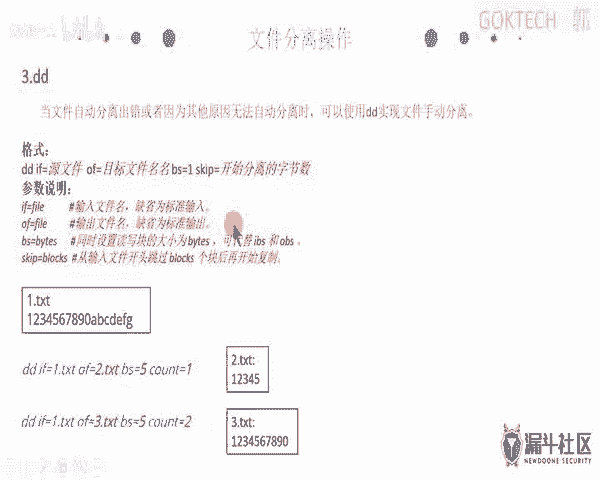 GOKTECH
文件分离操作
3.dd
当文件自动分离出错或者因为其他原因无法自动分离时，可以使用dd实现文件手动分离。
格式：
dd if=源文件 of=目标文件名名 bs=1 skip=开始分离的字节数
参数说明：
if=file #输入文件名，缺省为标准输入。
of=file #输出文件名，缺省为标准输出。
bs=bytes #同时设置读写块的大小为 bytes ，可代替 ibs 和 obs 。
skip=blocks #从输入文件开头跳过 blocks 个块后再开始复制。
1.txt
1234567890abcdefg
dd if=1.txt of=2.txt bs=5 count=1
2.txt:
12345
dd if=1.txt of=3.txt bs=5 count=2
3.txt:
1234567890
漏斗社区
NEWDOONE SECURITY